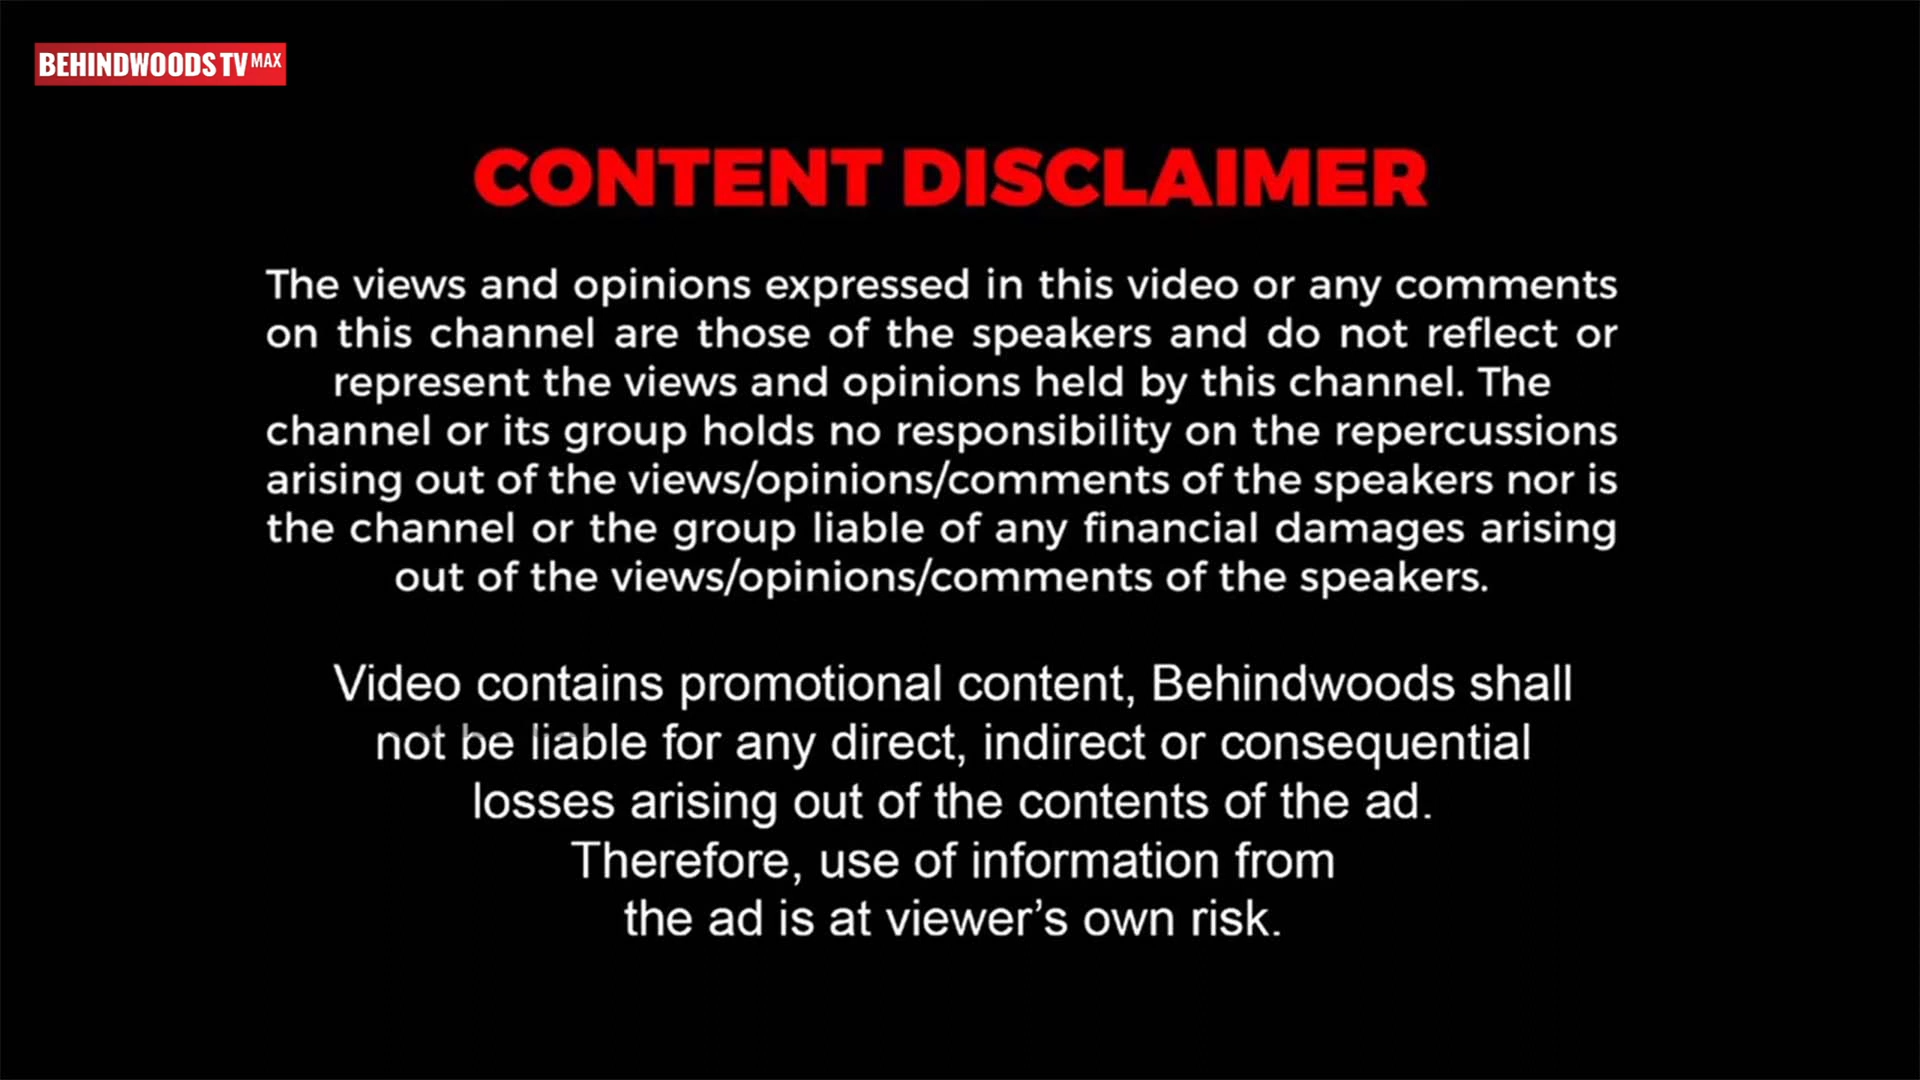 BEHINDWOODS TV MAX
CONTENT DISCLAIMER
The views and opinions expressed in this video or any comments
on this channel are those of the speakers and do not reflect or
represent the views and opinions held by this channel. The
channel or its group holds no responsibility on the repercussions
arising out of the views/opinions/comments of the speakers nor is
the channel or the group liable of any financial damages arising
out of the views/opinions/comments of the speakers.
Video contains promotional content, Behindwoods shall
not be liable for any direct, indirect or consequential
losses arising out of the contents of the ad.
Therefore, use of information from
the ad is at viewer’s own risk.